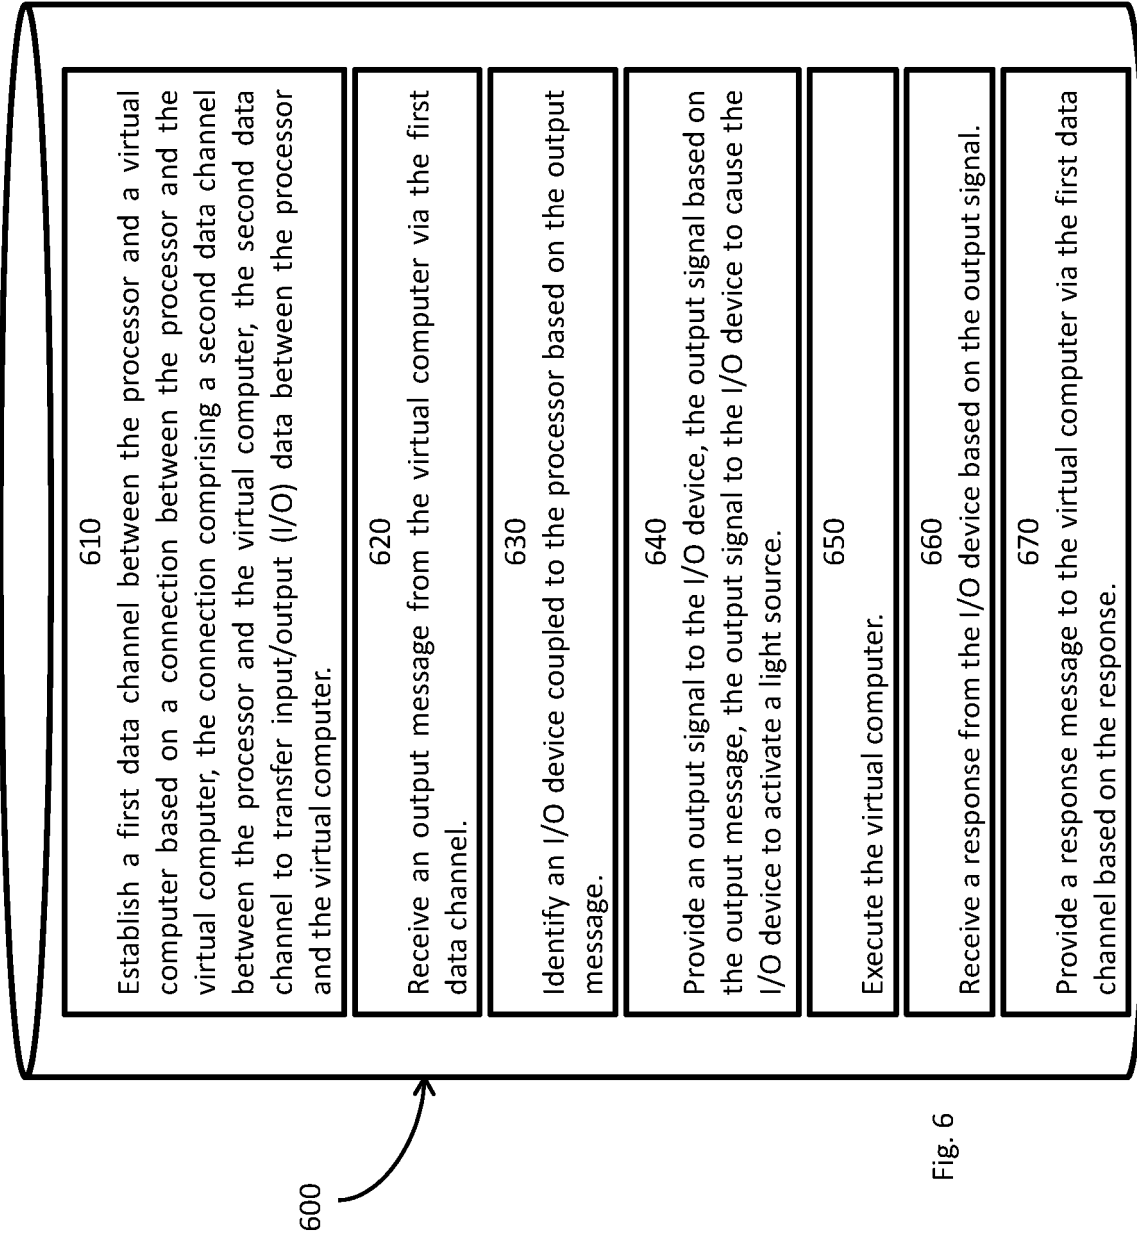 600
610
Establish a first data channel between the processor and a virtual
computer based on a connection between the processor and the
virtual computer, the connection comprising a second data channel
between the processor and the virtual computer, the second data
channel to transfer input/output (I/O) data between the processor
and the virtual computer.
620
Receive an output message from the virtual computer via the first
data channel.
630
Identify an I/O device coupled to the processor based on the output
message.
640
Provide an output signal to the I/O device, the output signal based on
the output message, the output signal to the I/O device to cause the
I/O device to activate a light source.
650
Execute the virtual computer.
660
Receive a response from the I/O device based on the output signal.
670
Provide a response message to the virtual computer via the first data
channel based on the response.
Fig. 6